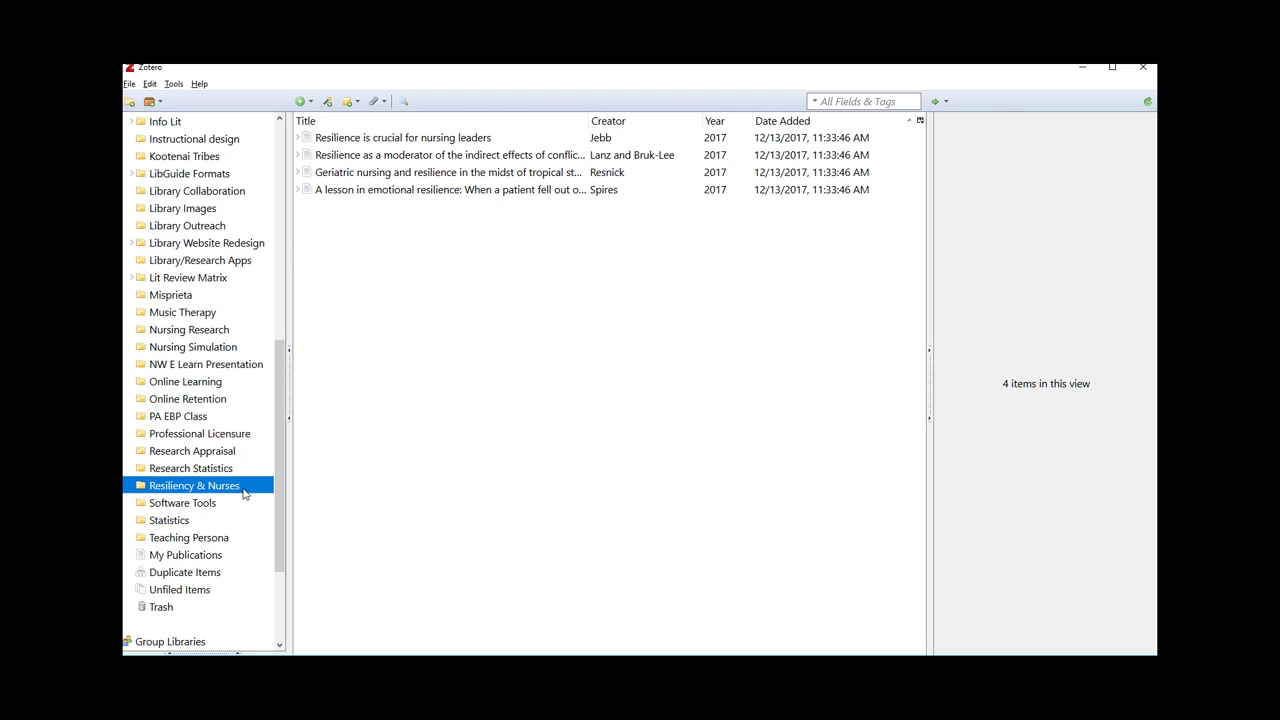 Zotero
File Edit Tools Help
All Fields & Tags
Info Lit
Instructional design
Kootenai Tribes
LibGuide Formats
Library Collaboration
Library Images
Library Outreach
Library Website Redesign
Library/Research Apps
Lit Review Matrix
Misprieta
Music Therapy
Nursing Research
Nursing Simulation
NW E Learn Presentation
Online Learning
Online Retention
PA EBP Class
Professional Licensure
Research Appraisal
Research Statistics
Resiliency & Nurses
Software Tools
Statistics
Teaching Persona
My Publications
Duplicate Items
Unfiled Items
Trash
Group Libraries
Title Creator Year Date Added
Resilience is crucial for nursing leaders Jebb 2017 12/13/2017, 11:33:46 AM
Resilience as a moderator of the indirect effects of conflic... Lanz and Bruk-Lee 2017 12/13/2017, 11:33:46 AM
Geriatric nursing and resilience in the midst of tropical st... Resnick 2017 12/13/2017, 11:33:46 AM
A lesson in emotional resilience: When a patient fell out o... Spires 2017 12/13/2017, 11:33:46 AM
4 items in this view